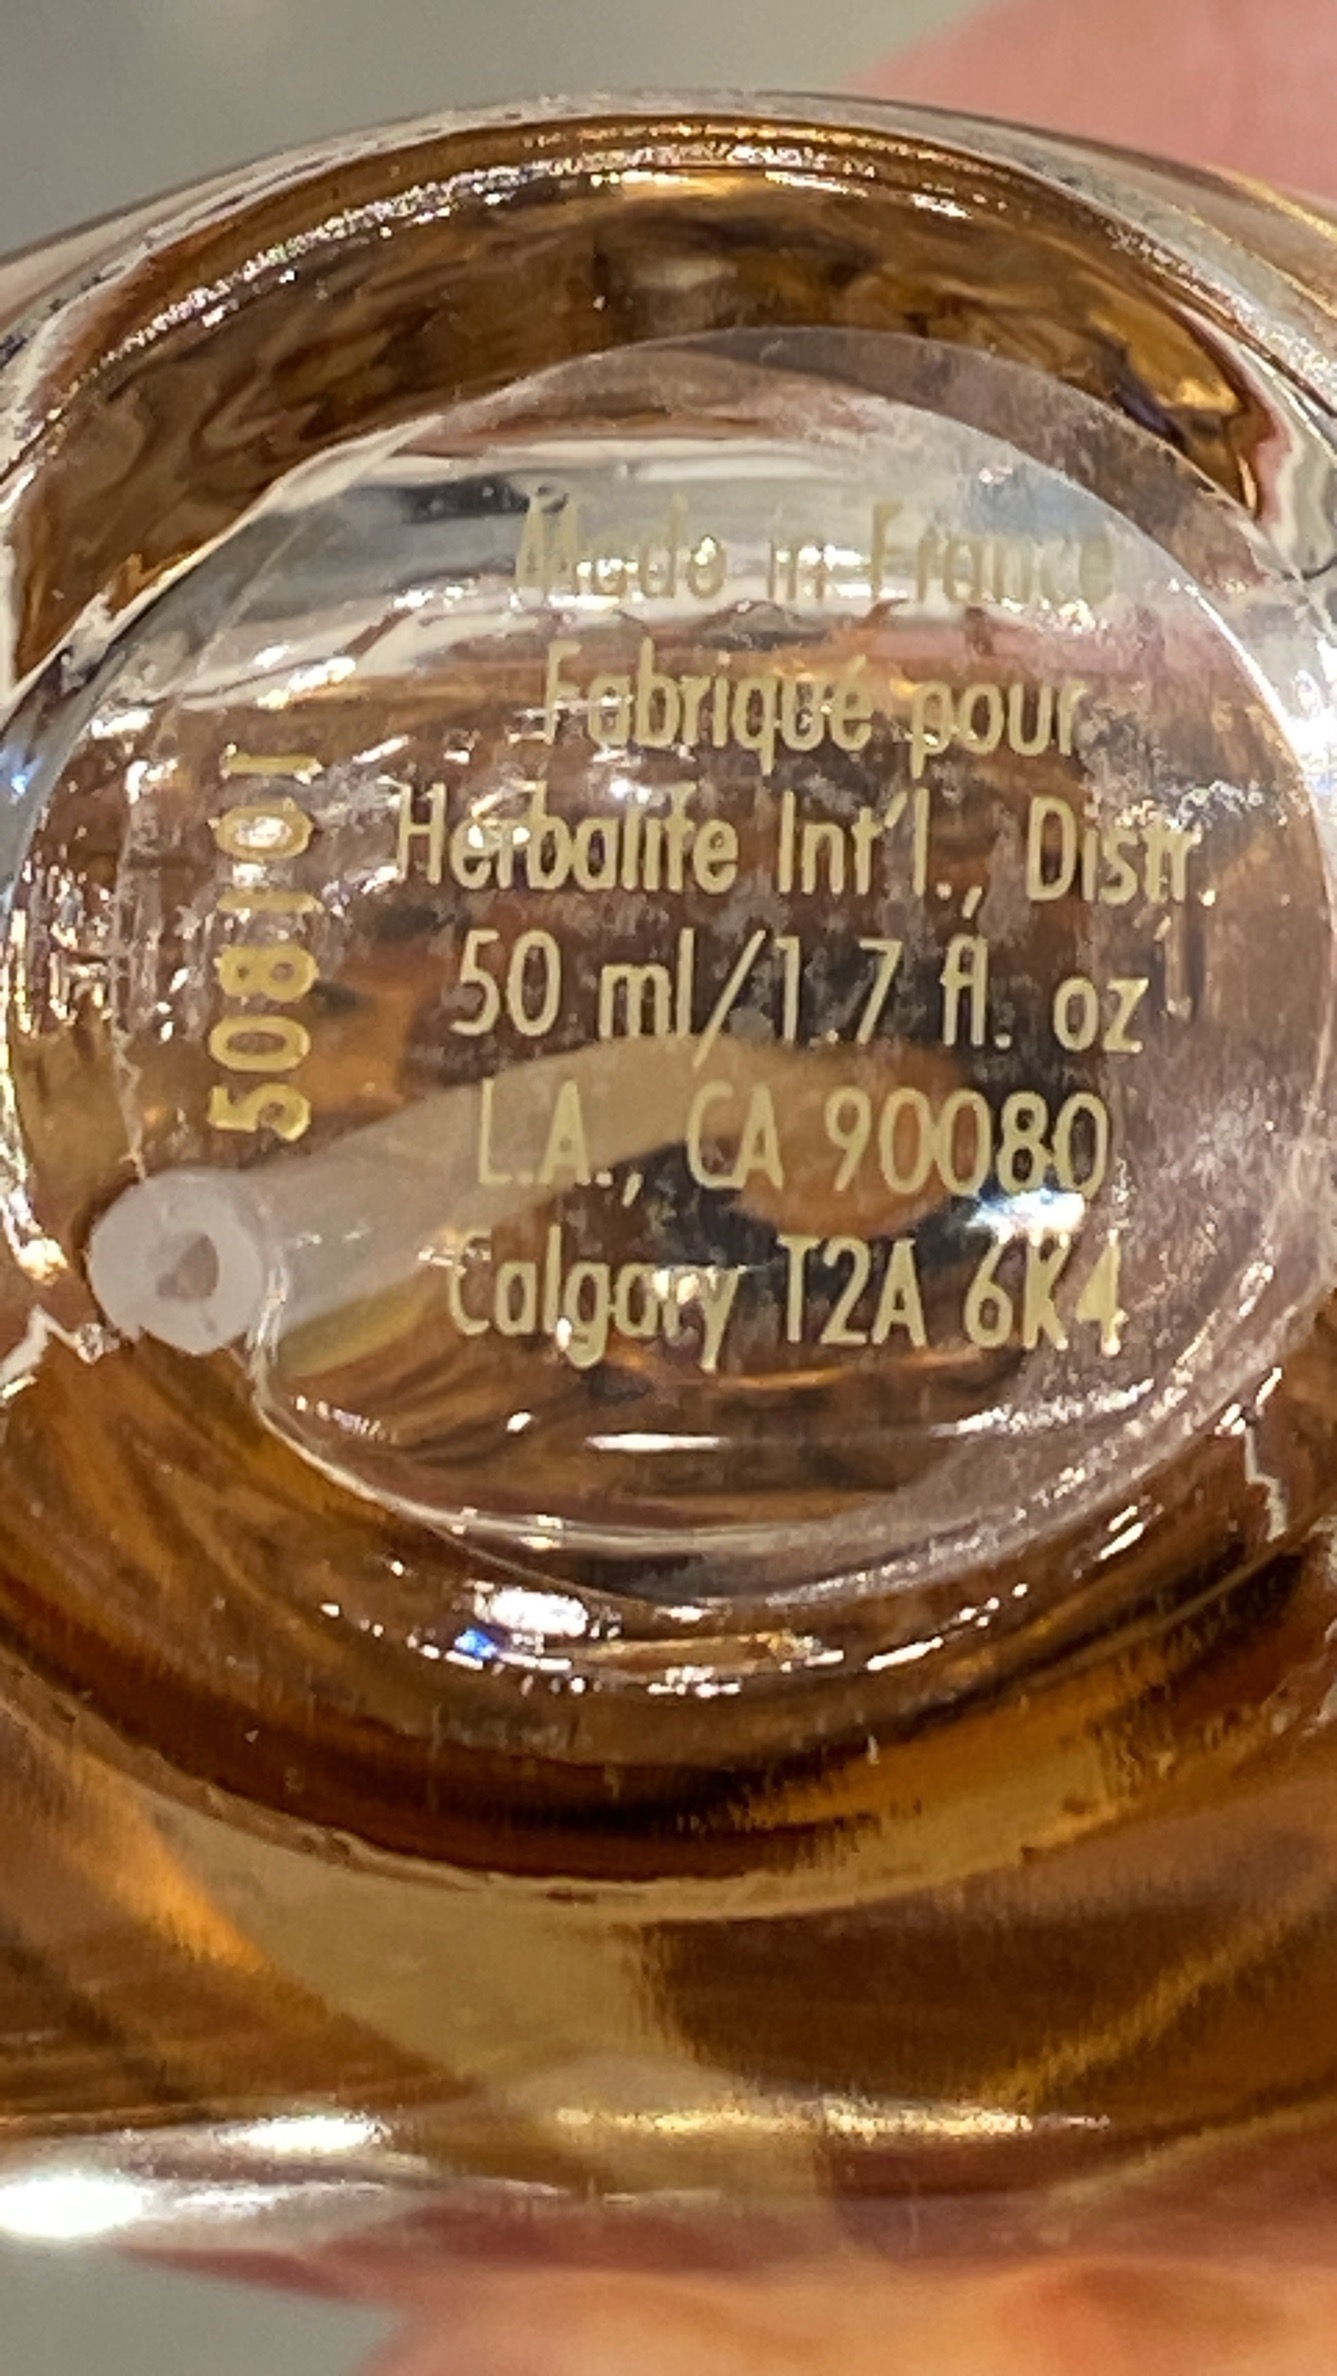 Made in France
Fabriqué pour
Herbalife Int'l., Distr.
50 ml/1.7 fl. oz
L.A., CA 90080
Calgary T2A 6K4
508101